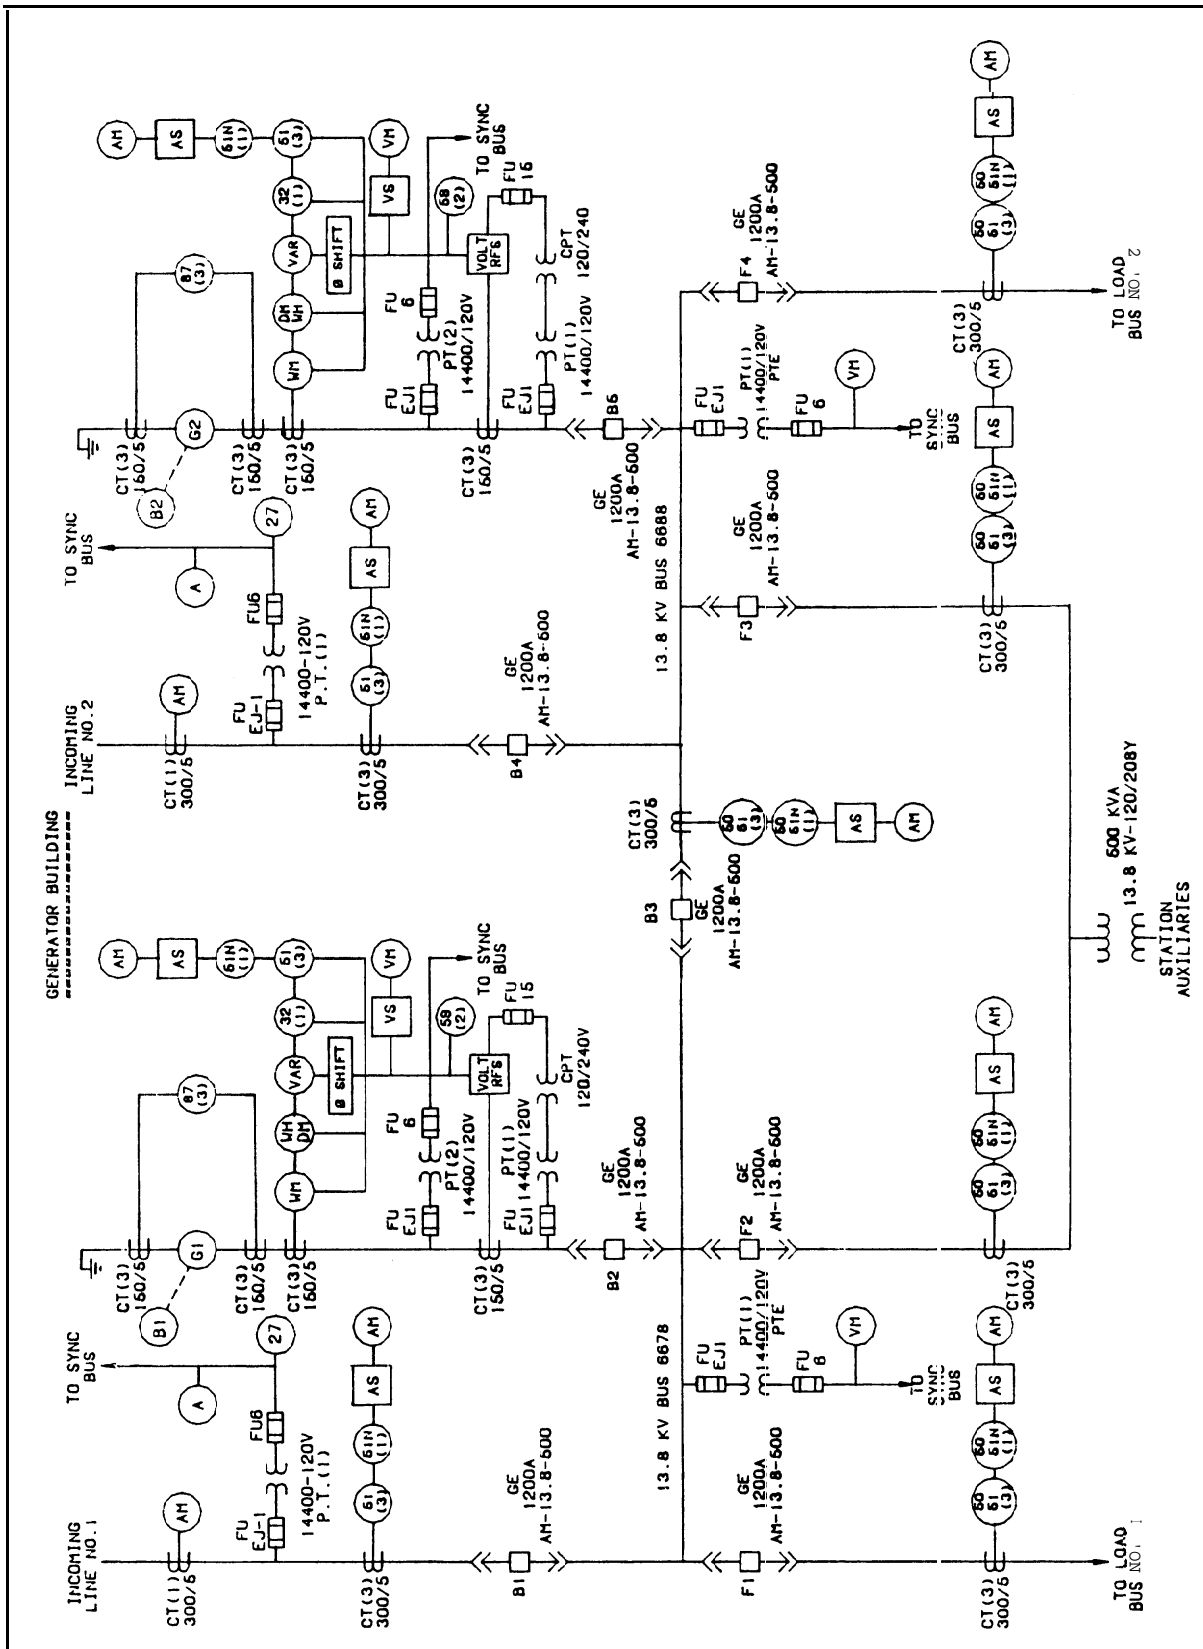 GENERATOR BUILDING
INCOMING
LINE NO.1
CT(1)
300/5
AM
TO SYNC
BUS
A
27
FU
EJ-1
FU6
14400-120V
P.T.(1)
CT(3)
300/5
51
(3)
51N
(1)
AS
AM
B1
GE
1200A
AM-13.8-500
CT(3)
150/5
G1
B1
87
(3)
CT(3)
150/5
CT(3)
150/5
WM
WH
DM
VAR
32
(1)
51
(3)
51N
(1)
AS
AM
Ø SHIFT
VS
VM
FU
EJ1
PT(2)
14400/120V
FU
6
TO SYNC
BUS
59
(2)
VOLT
REG
CT(3)
150/5
FU
15
FU
EJ1
PT(1)
14400/120V
CPT
120/240V
B2
GE
1200A
AM-13.8-500
INCOMING
LINE NO.2
CT(1)
300/5
AM
TO SYNC
BUS
A
27
FU
EJ-1
FU6
14400-120V
P.T.(1)
CT(3)
300/5
51
(3)
51N
(1)
AS
AM
B4
GE
1200A
AM-13.8-500
CT(3)
150/5
G2
B2
87
(3)
CT(3)
150/5
CT(3)
150/5
WM
DM
WH
VAR
32
(1)
51
(3)
51N
(1)
AS
AM
Ø SHIFT
VS
VM
FU
EJ1
PT(2)
14400/120V
FU
6
TO SYNC
BUS
59
(2)
VOLT
REG
CT(3)
150/5
FU
15
FU
EJ1
PT(1)
14400/120V
CPT
120/240
B5
GE
1200A
AM-13.8-500
13.8 KV BUS 6678
B3
GE
1200A
AM-13.8-500
CT(3)
300/5
50
51
(3)
50
51N
(1)
AS
AM
13.8 KV BUS 6688
F1
GE
1200A
AM-13.8-500
FU
EJ1
PT(1)
14400/120V
PTE
FU
6
VM
TO
SYNC
BUS
F2
GE
1200A
AM-13.8-500
F3
GE
1200A
AM-13.8-500
FU
EJ1
PT(1)
14400/120V
PTE
FU
6
VM
TO
SYNC
BUS
F4
GE
1200A
AM-13.8-500
CT(3)
300/5
50
51
(3)
50
51N
(1)
AS
AM
CT(3)
300/5
50
51
(3)
50
51N
(1)
AS
AM
CT(3)
300/5
50
51
(3)
50
51N
(1)
AS
AM
CT(3)
300/5
50
51
(3)
50
51N
(1)
AS
AM
TO LOAD
BUS NO. 1
500 KVA
13.8 KV-120/208Y
STATION
AUXILIARIES
TO LOAD
BUS NO. 2